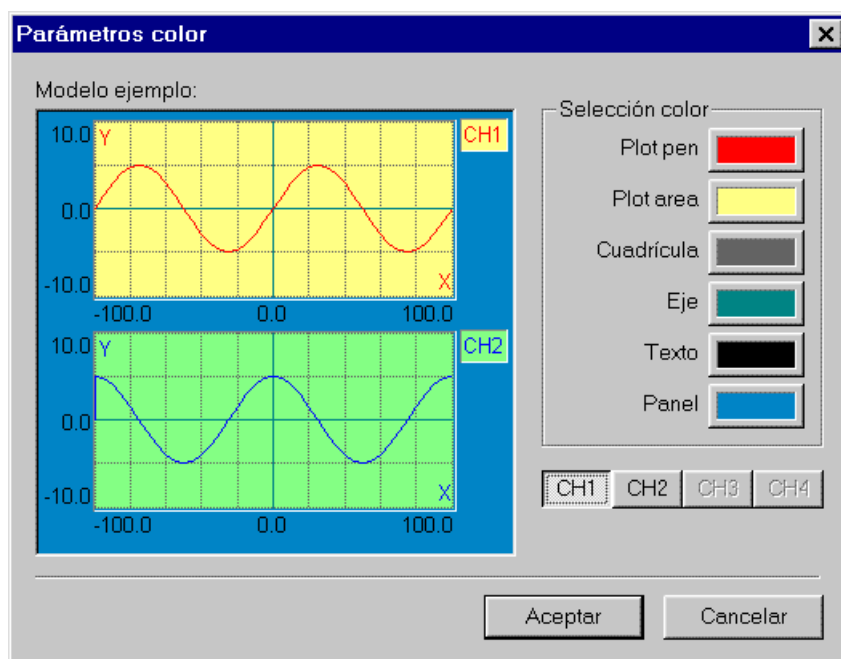 Parámetros color
Modelo ejemplo:
10.0 Y CH1
0.0
-10.0 X
-100.0 0.0 100.0
10.0 Y CH2
0.0
-10.0 X
-100.0 0.0 100.0
Selección color
Plot pen
Plot area
Cuadrícula
Eje
Texto
Panel
CH1 CH2 CH3 CH4
Aceptar Cancelar